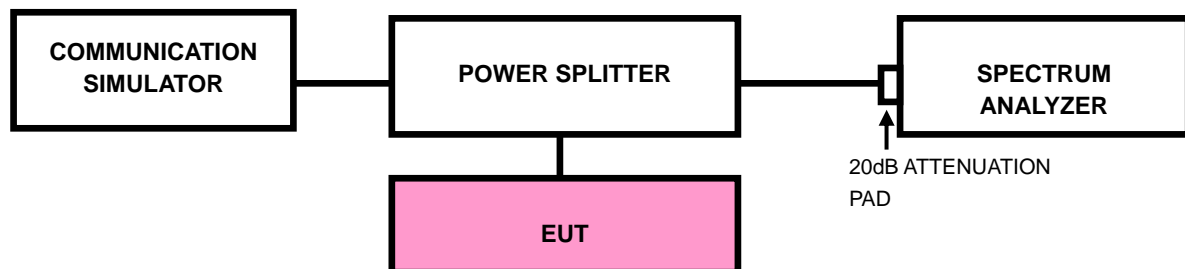 COMMUNICATION
SIMULATOR
POWER SPLITTER
SPECTRUM
ANALYZER
20dB ATTENUATION
PAD
EUT